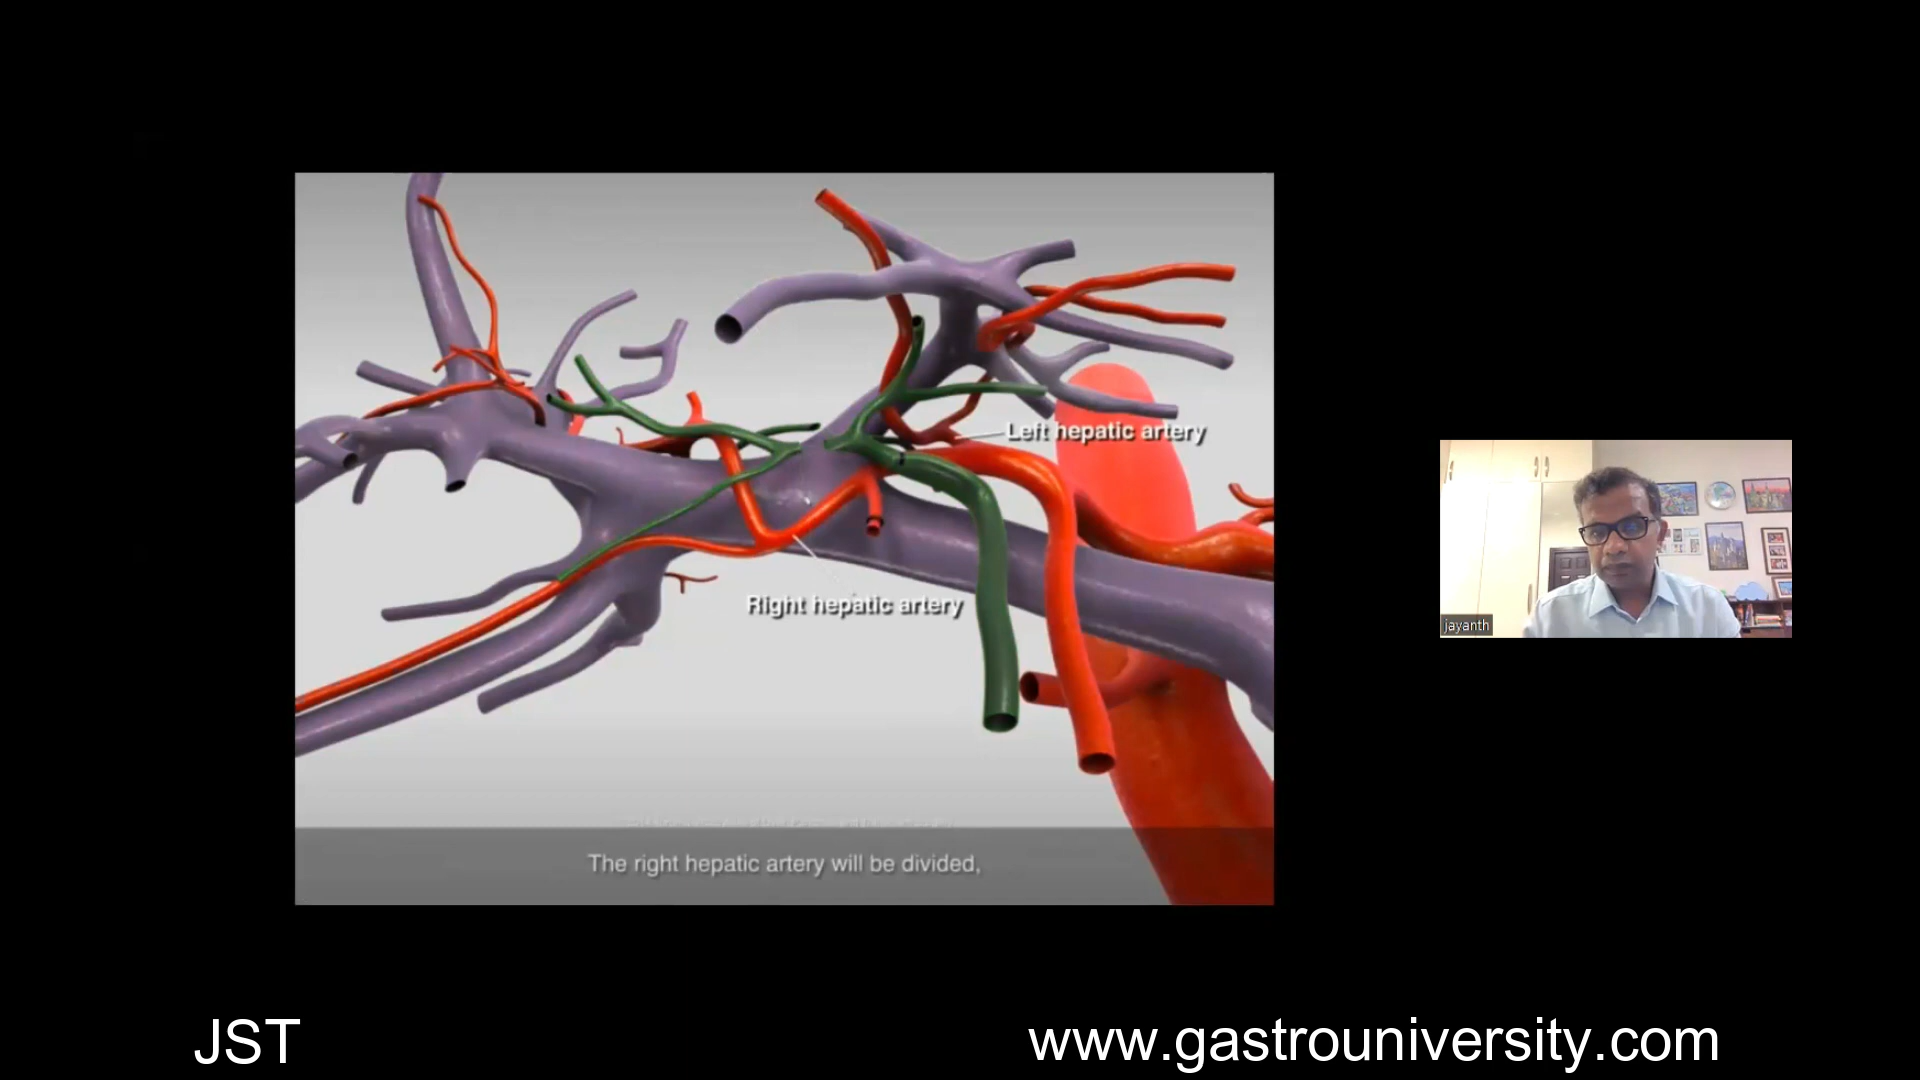 Left hepatic artery
Right hepatic artery
The right hepatic artery will be divided,
jayanth
JST
www.gastrouniversity.com